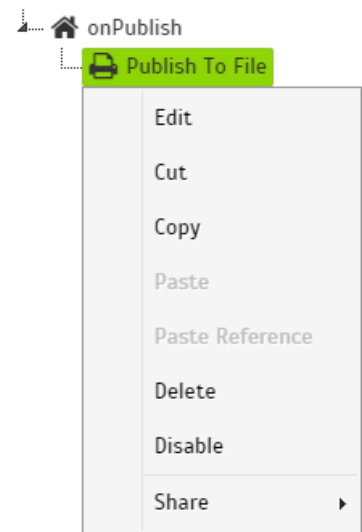 onPublish
Publish To File
Edit
Cut
Copy
Paste
Paste Reference
Delete
Disable
Share